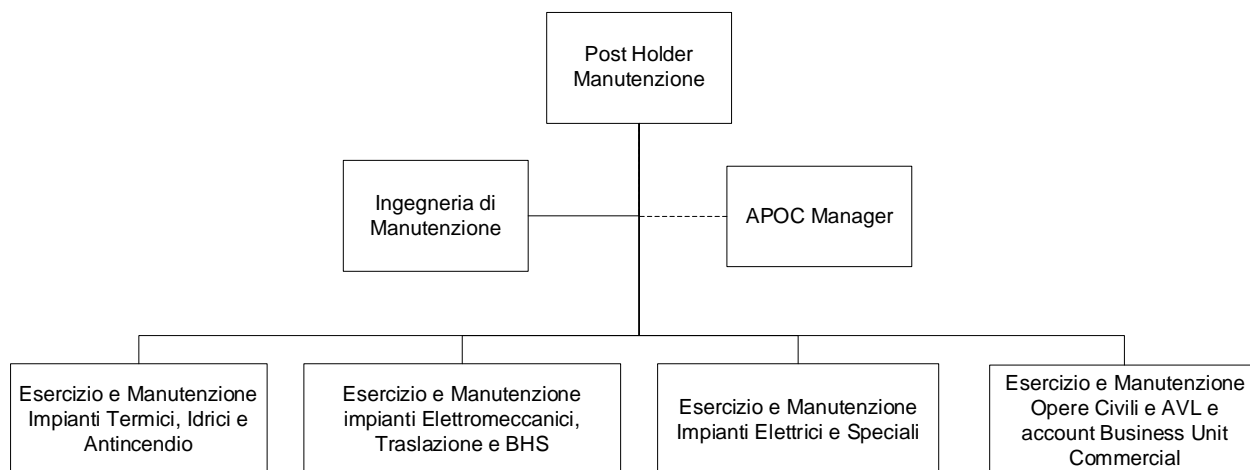 Post Holder
Manutenzione
Ingegneria di
Manutenzione
APOC Manager
Esercizio e Manutenzione
Impianti Termici, Idrici e
Antincendio
Esercizio e Manutenzione
impianti Elettromeccanici,
Traslazione e BHS
Esercizio e Manutenzione
Impianti Elettrici e Speciali
Esercizio e Manutenzione
Opere Civili e AVL e
account Business Unit
Commercial